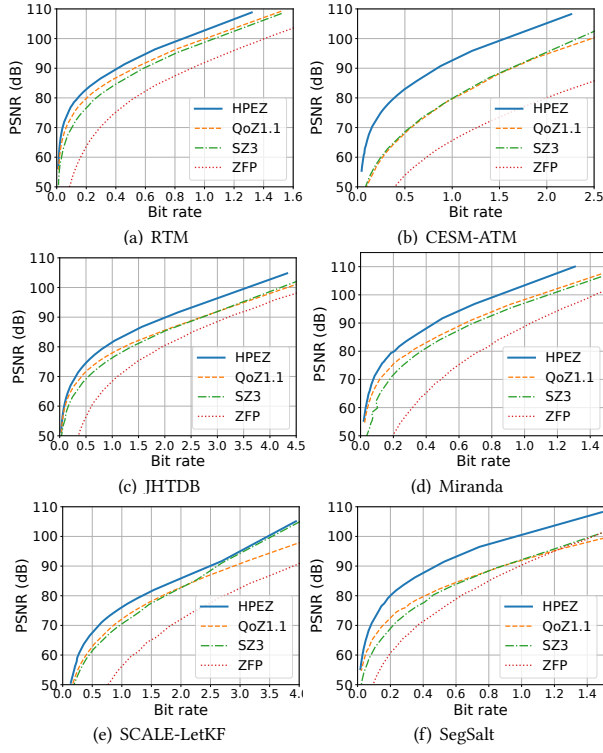 110
100
90
80
70
60
50
PSNR (dB)
HPEZ
QoZ1.1
SZ3
ZFP
0.0 0.2 0.4 0.6 0.8 1.0 1.2 1.4 1.6
Bit rate
(a) RTM
110
100
90
80
70
60
50
PSNR (dB)
HPEZ
QoZ1.1
SZ3
ZFP
0.0 0.5 1.0 1.5 2.0 2.5
Bit rate
(b) CESM-ATM
110
100
90
80
70
60
50
PSNR (dB)
HPEZ
QoZ1.1
SZ3
ZFP
0.0 0.5 1.0 1.5 2.0 2.5 3.0 3.5 4.0 4.5
Bit rate
(c) JHTDB
110
100
90
80
70
60
50
PSNR (dB)
HPEZ
QoZ1.1
SZ3
ZFP
0.0 0.2 0.4 0.6 0.8 1.0 1.2 1.4
Bit rate
(d) Miranda
110
100
90
80
70
60
50
PSNR (dB)
HPEZ
QoZ1.1
SZ3
ZFP
0.0 0.5 1.0 1.5 2.0 2.5 3.0 3.5 4.0
Bit rate
(e) SCALE-LetKF
110
100
90
80
70
60
50
PSNR (dB)
HPEZ
QoZ1.1
SZ3
ZFP
0.0 0.2 0.4 0.6 0.8 1.0 1.2 1.4
Bit rate
(f) SegSalt